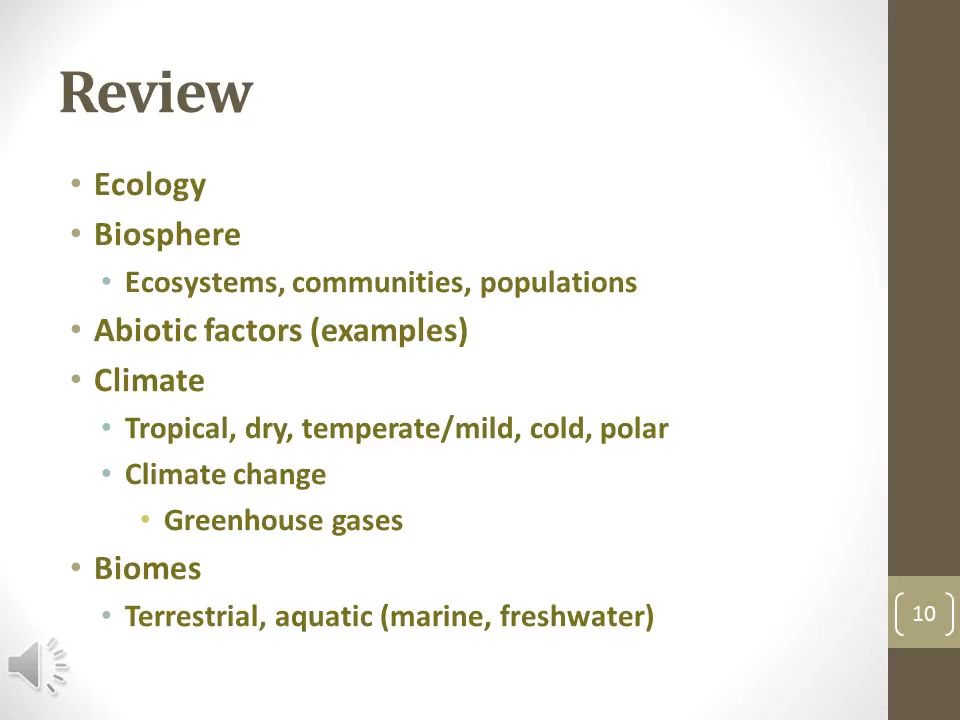 Review
• Ecology
• Biosphere
• Ecosystems, communities, populations
• Abiotic factors (examples)
• Climate
• Tropical, dry, temperate/mild, cold, polar
• Climate change
• Greenhouse gases
• Biomes
• Terrestrial, aquatic (marine, freshwater)
10